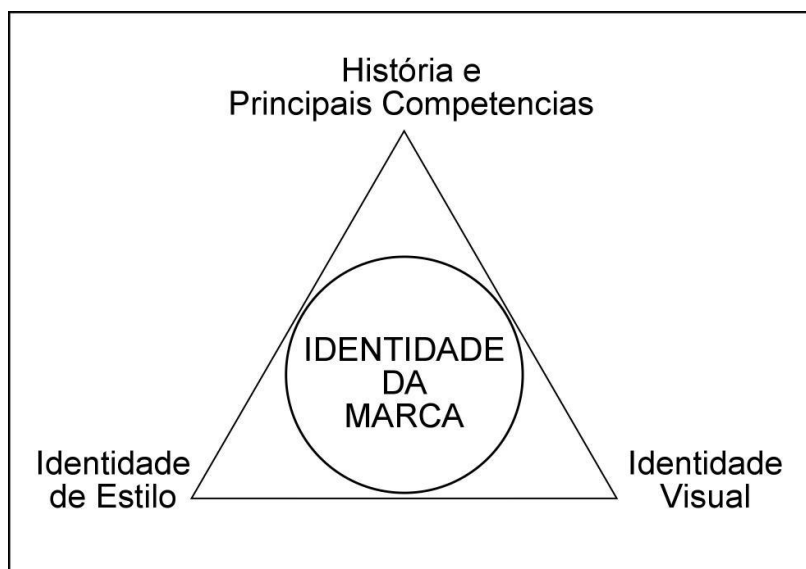 História e
Principais Competencias
IDENTIDADE
DA
MARCA
Identidade
de Estilo
Identidade
Visual